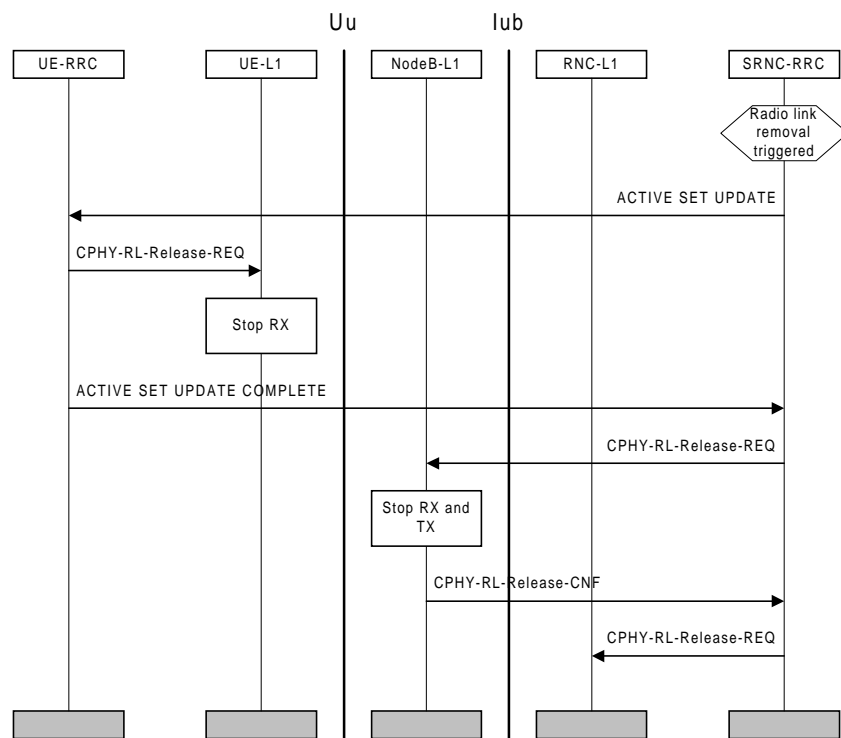 Uu
Iub
UE-RRC
UE-L1
NodeB-L1
RNC-L1
SRNC-RRC
Radio link
removal
triggered
ACTIVE SET UPDATE
CPHY-RL-Release-REQ
Stop RX
ACTIVE SET UPDATE COMPLETE
CPHY-RL-Release-REQ
Stop RX and
TX
CPHY-RL-Release-CNF
CPHY-RL-Release-REQ